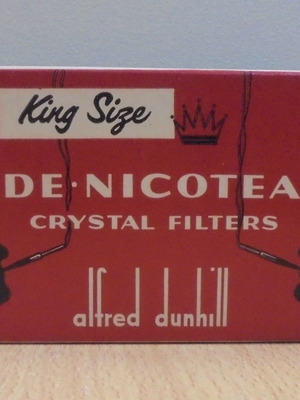 King Size
DE·NICOTEA
CRYSTAL FILTERS
alfred dunhill